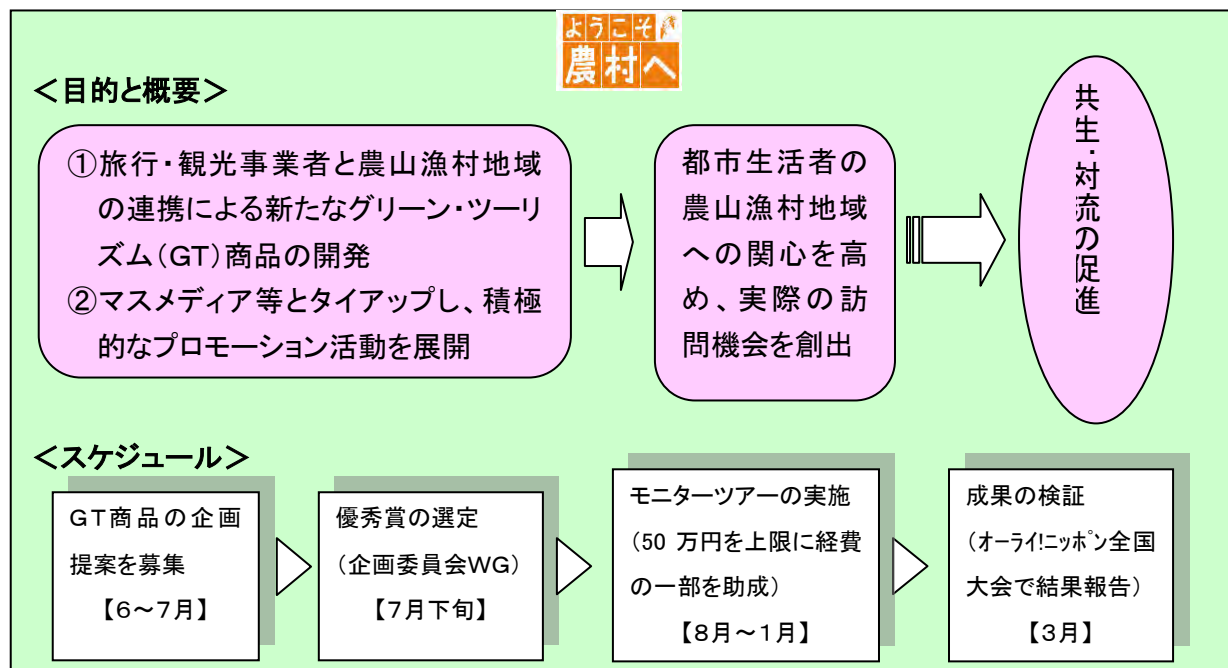 ようこそ
農村へ
＜目的と概要＞
①旅行・観光事業者と農山漁村地域
の連携による新たなグリーン・ツーリ
ズム（GT）商品の開発
②マスメディア等とタイアップし、積極
的なプロモーション活動を展開
都市生活者の
農山漁村地域
への関心を高
め、実際の訪
問機会を創出
共生・対流の促進
＜スケジュール＞
GT商品の企画
提案を募集
【6～7月】
優秀賞の選定
（企画委員会WG）
【7月下旬】
モニターツアーの実施
（50 万円を上限に経費
の一部を助成）
【8月～1月】
成果の検証
（オーライ!ニッポン全国
大会で結果報告）
【3月】